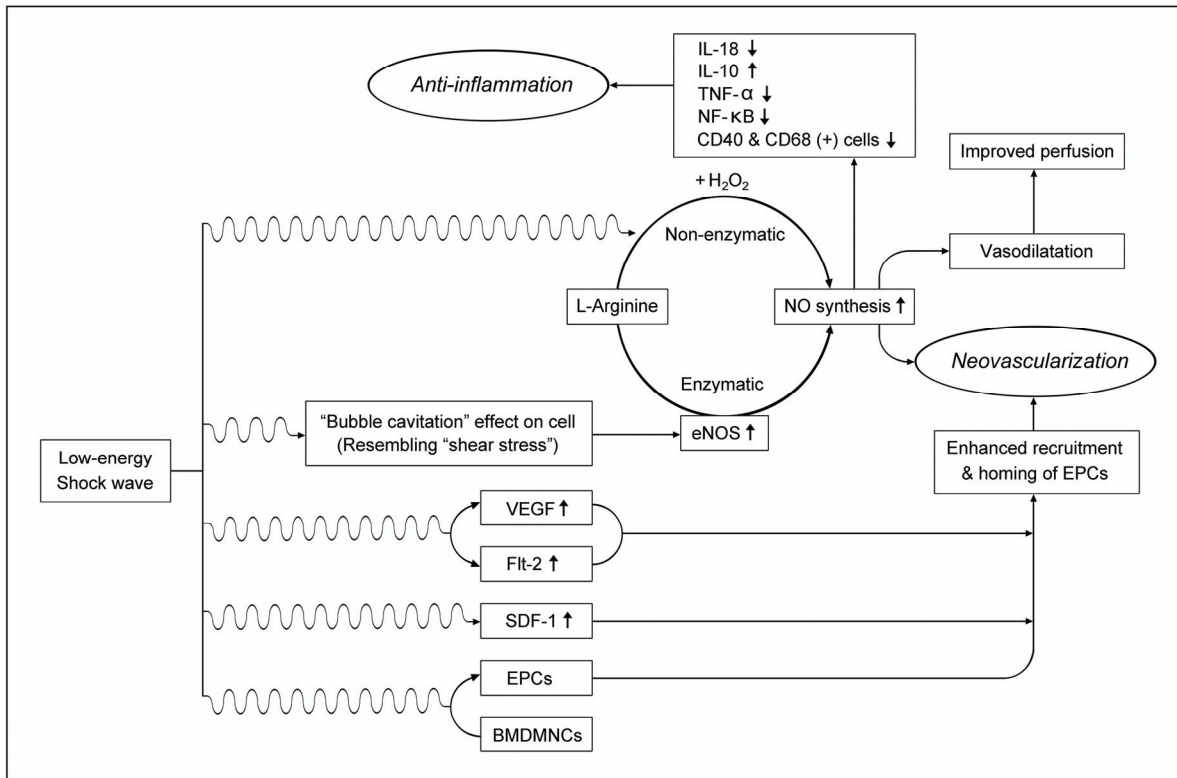 IL-18 ↓
IL-10 ↑
TNF-α ↓
NF-κB ↓
CD40 & CD68 (+) cells ↓
Anti-inflammation
Improved perfusion
+ H₂O₂
Non-enzymatic
Vasodilatation
L-Arginine
NO synthesis ↑
Neovascularization
Enzymatic
"Bubble cavitation" effect on cell
(Resembling "shear stress")
eNOS ↑
Enhanced recruitment
& homing of EPCs
Low-energy
Shock wave
VEGF ↑
Flt-2 ↑
SDF-1 ↑
EPCs
BMDMNCs